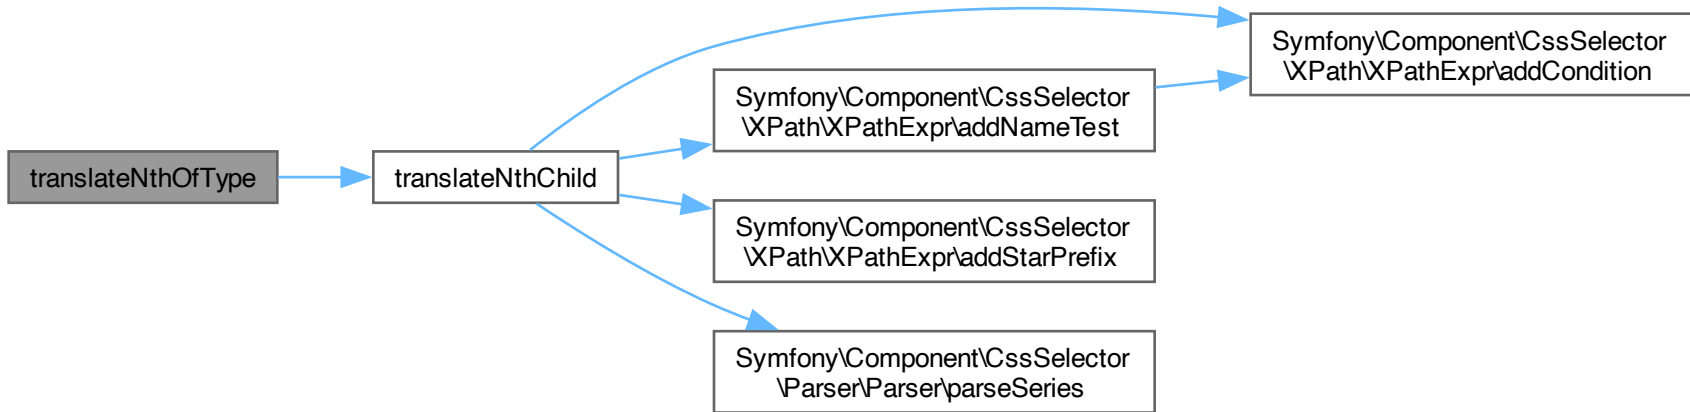 translateNthOfType
translateNthChild
Symfony\Component\CssSelector
\XPath\XPathExpr\addNameTest
Symfony\Component\CssSelector
\XPath\XPathExpr\addStarPrefix
Symfony\Component\CssSelector
\Parser\Parser\parseSeries
Symfony\Component\CssSelector
\XPath\XPathExpr\addCondition